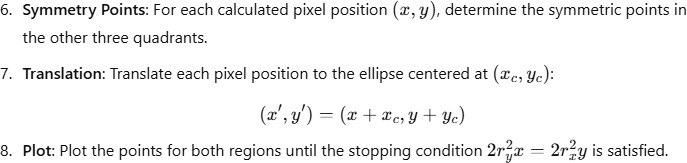 6. Symmetry Points: For each calculated pixel position (x, y), determine the symmetric points in
the other three quadrants.
7. Translation: Translate each pixel position to the ellipse centered at (x_c, y_c):
(x′, y′) = (x + x_c, y + y_c)
8. Plot: Plot the points for both regions until the stopping condition 2r_y^2x = 2r_x^2y is satisfied.